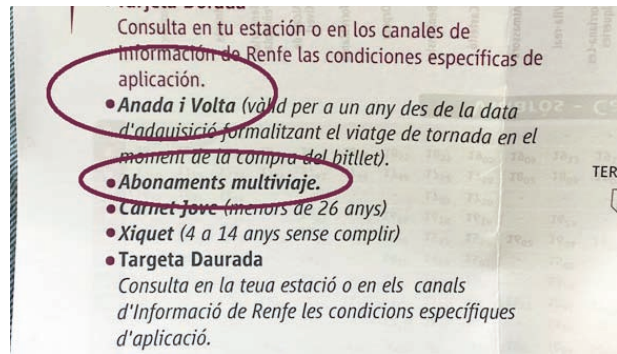 Tarjeta Dorada
Consulta en tu estación o en los canales de
Información de Renfe las condiciones específicas de
aplicación.
• Anada i Volta (vàlid per a un any des de la data
d'adquisició formalitzant el viatge de tornada en el
moment de la compra del bitllet).
• Abonaments multiviaje.
• Carnet Jove (menors de 26 anys)
• Xiquet (4 a 14 anys sense complir)
• Targeta Daurada
Consulta en la teua estació o en els canals
d'Informació de Renfe les condicions específiques
d'aplicació.
TER